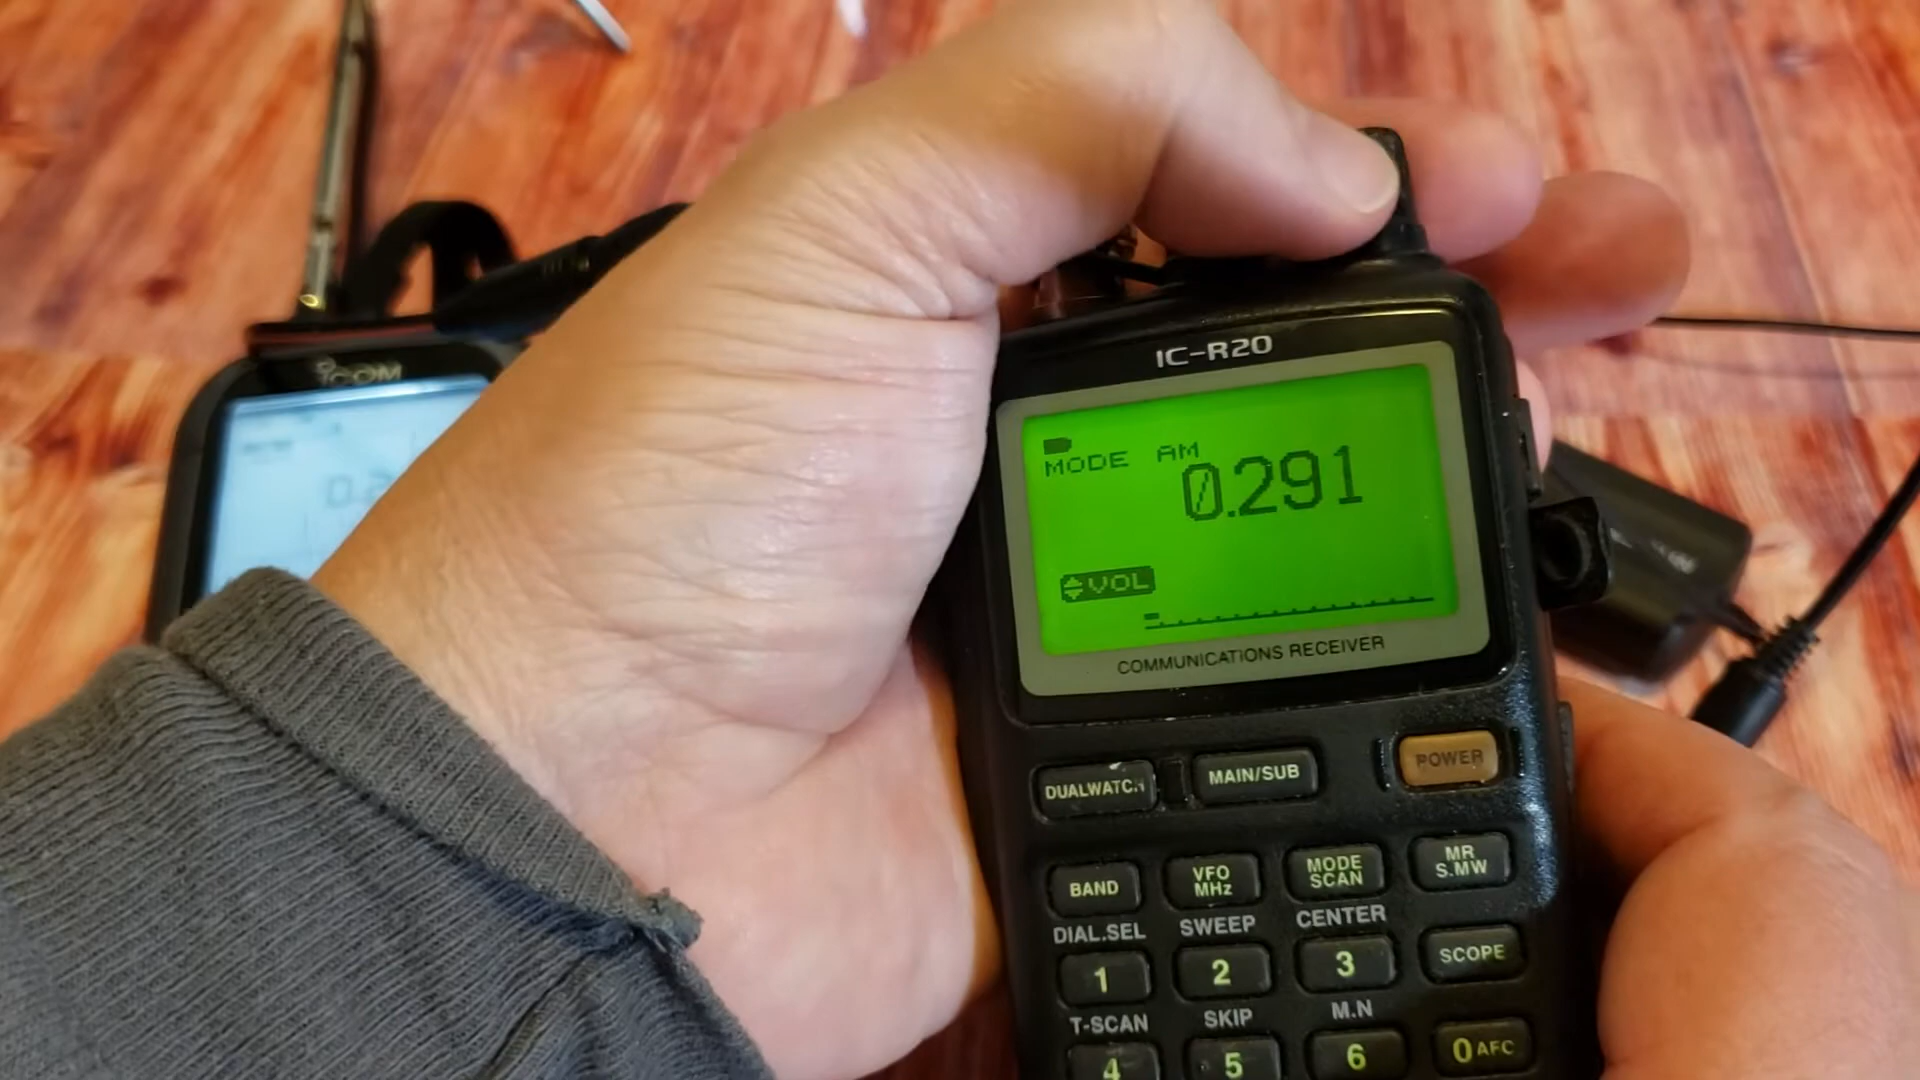 ICOM
IC-R20
MODE AM
0.291
VOL
COMMUNICATIONS RECEIVER
DUALWATCH
MAIN/SUB
POWER
BAND
VFO
MHz
MODE
SCAN
MR
S.MW
DIAL.SEL
SWEEP
CENTER
1
2
3
SCOPE
T-SCAN
SKIP
M.N
4
5
6
0 AFC